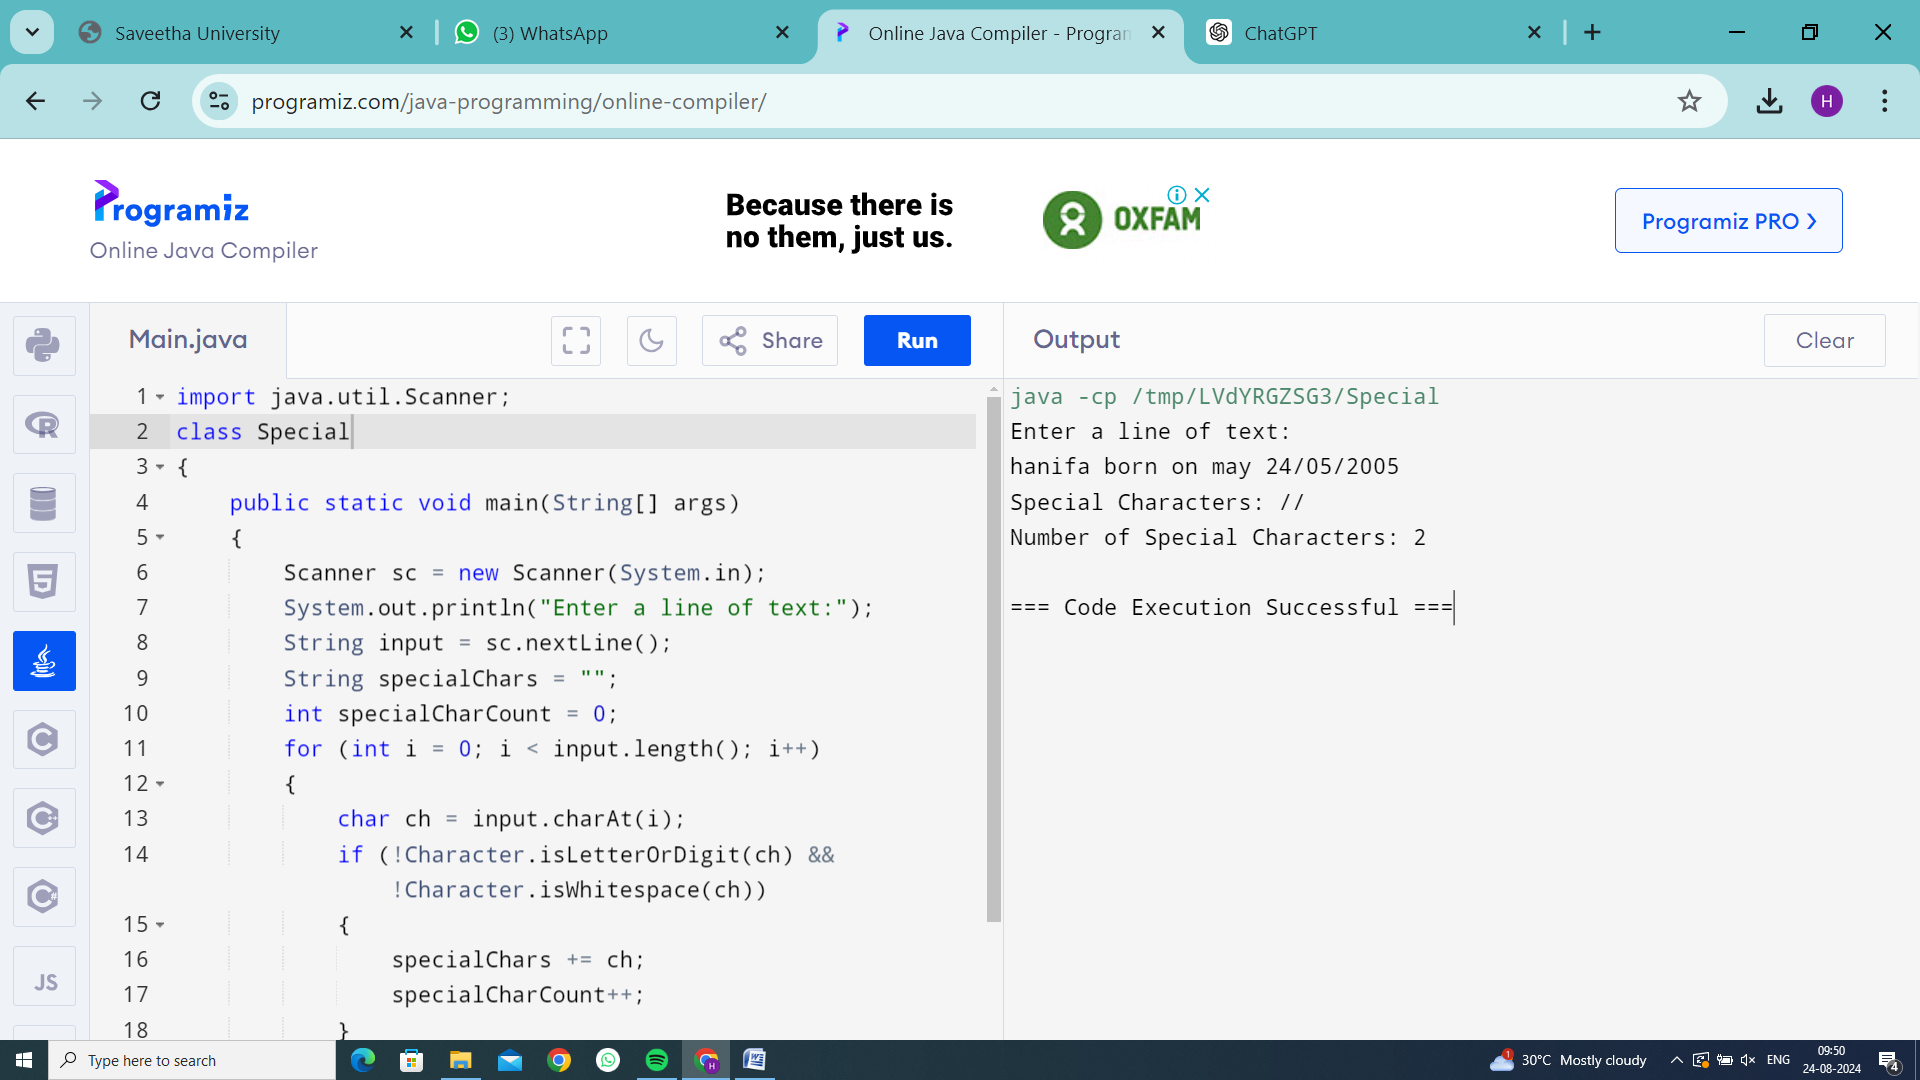 Saveetha University
(3) WhatsApp
Online Java Compiler - Program
ChatGPT
programiz.com/java-programming/online-compiler/
H
Programiz
Online Java Compiler
Because there is
no them, just us.
OXFAM
Programiz PRO
Main.java
Share
Run
Output
Clear
1 import java.util.Scanner;
2 class Special
3 {
4 public static void main(String[] args)
5 {
6 Scanner sc = new Scanner(System.in);
7 System.out.println("Enter a line of text:");
8 String input = sc.nextLine();
9 String specialChars = "";
10 int specialCharCount = 0;
11 for (int i = 0; i < input.length(); i++)
12 {
13 char ch = input.charAt(i);
14 if (!Character.isLetterOrDigit(ch) &&
!Character.isWhitespace(ch))
15 {
16 specialChars += ch;
17 specialCharCount++;
18 }
java -cp /tmp/LVdYRGZSG3/Special
Enter a line of text:
hanifa born on may 24/05/2005
Special Characters: //
Number of Special Characters: 2
=== Code Execution Successful ===
JS
Type here to search
30°C Mostly cloudy
ENG
09:50
24-08-2024
4